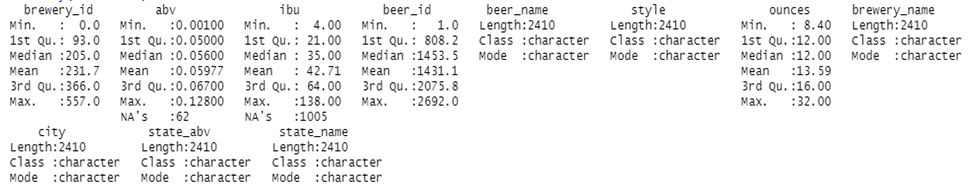 brewery_id         abv               ibu            beer_id        beer_name            style               ounces       brewery_name
Min.   :  0.0   Min.   :0.00100   Min.   :  4.00   Min.   :   1.0   Length:2410        Length:2410        Min.   : 8.40   Length:2410
1st Qu.: 93.0   1st Qu.:0.05000   1st Qu.: 21.00   1st Qu.: 808.2   Class :character   Class :character   1st Qu.:12.00   Class :character
Median :205.0   Median :0.05600   Median : 35.00   Median :1453.5   Mode  :character   Mode  :character   Median :12.00   Mode  :character
Mean   :231.7   Mean   :0.05977   Mean   : 42.71   Mean   :1431.1                                         Mean   :13.59
3rd Qu.:366.0   3rd Qu.:0.06700   3rd Qu.: 64.00   3rd Qu.:2075.8                                         3rd Qu.:16.00
Max.   :557.0   Max.   :0.12800   Max.   :138.00   Max.   :2692.0                                         Max.   :32.00
                NA's   :62        NA's   :1005
    city            state_abv          state_name
Length:2410        Length:2410        Length:2410
Class :character   Class :character   Class :character
Mode  :character   Mode  :character   Mode  :character